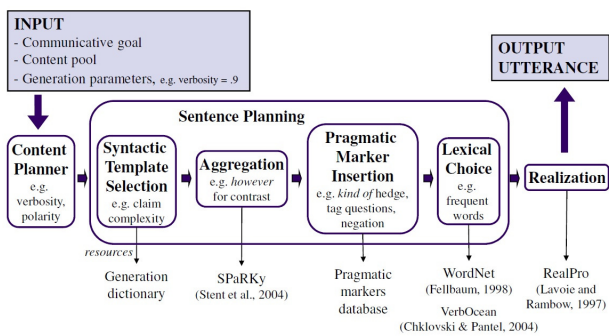 INPUT
- Communicative goal
- Content pool
- Generation parameters, e.g. verbosity = .9
OUTPUT
UTTERANCE
Sentence Planning
Content
Planner
e.g.
verbosity,
polarity
Syntactic
Template
Selection
e.g. claim
complexity
Aggregation
e.g. however
for contrast
Pragmatic
Marker
Insertion
e.g. kind of hedge,
tag questions,
negation
Lexical
Choice
e.g.
frequent
words
Realization
resources
Generation
dictionary
SPaRKy
(Stent et al., 2004)
Pragmatic
markers
database
WordNet
(Fellbaum, 1998)
VerbOcean
(Chklovski & Pantel, 2004)
RealPro
(Lavoie and
Rambow, 1997)